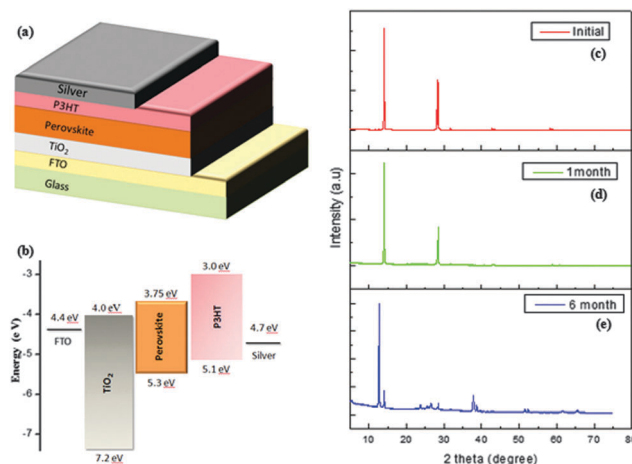 (a)
Silver
P3HT
Perovskite
TiO2
FTO
Glass
(b)
Energy (e V)
-3
-4
-5
-6
-7
4.4 eV
FTO
4.0 eV
TiO2
7.2 eV
3.75 eV
Perovskite
5.3 eV
3.0 eV
P3HT
5.1 eV
4.7 eV
Silver
Intensity (a.u)
Initial
(c)
1month
(d)
6 month
(e)
10 20 30 40 50 60 70 80
2 theta (degree)